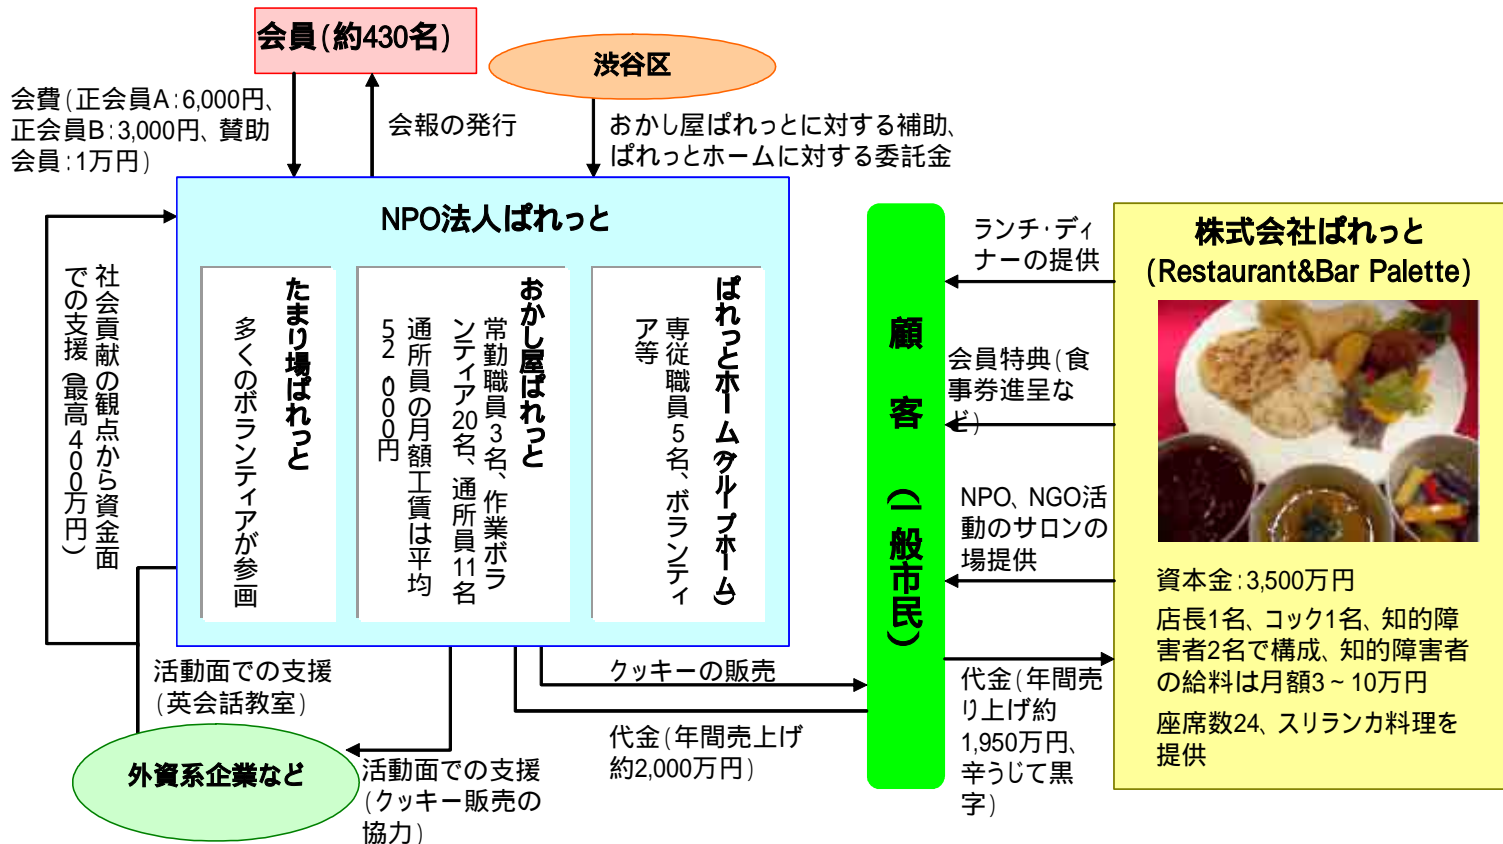 会員(約430名)
渋谷区
会費(正会員A:6,000円、
正会員B:3,000円、賛助
会員:1万円)
会報の発行
おかし屋ぱれっとに対する補助、
ぱれっとホームに対する委託金
NPO法人ぱれっと
社会貢献の観点から資金面
での支援(最高400万円)
たまり場ぱれっと
多くのボランティアが参画
おかし屋ぱれっと
常勤職員3名、作業ボラ
ンティア20名、通所員11名
通所員の月額工賃は平均
52,000円
ぱれっとホーム(グループホーム)
専従職員5名、ボランティ
ア等
顧客(一般市民)
ランチ・ディ
ナーの提供
会員特典(食
事券進呈な
ど)
NPO、NGO活
動のサロンの
場提供
代金(年間売
り上げ約
1,950万円、
辛うじて黒
字)
株式会社ぱれっと
(Restaurant&Bar Palette)
資本金:3,500万円
店長1名、コック1名、知的障
害者2名で構成、知的障害者
の給料は月額3~10万円
座席数24、スリランカ料理を
提供
クッキーの販売
代金(年間売上げ
約2,000万円)
活動面での支援
(英会話教室)
外資系企業など
活動面での支援
(クッキー販売の
協力)